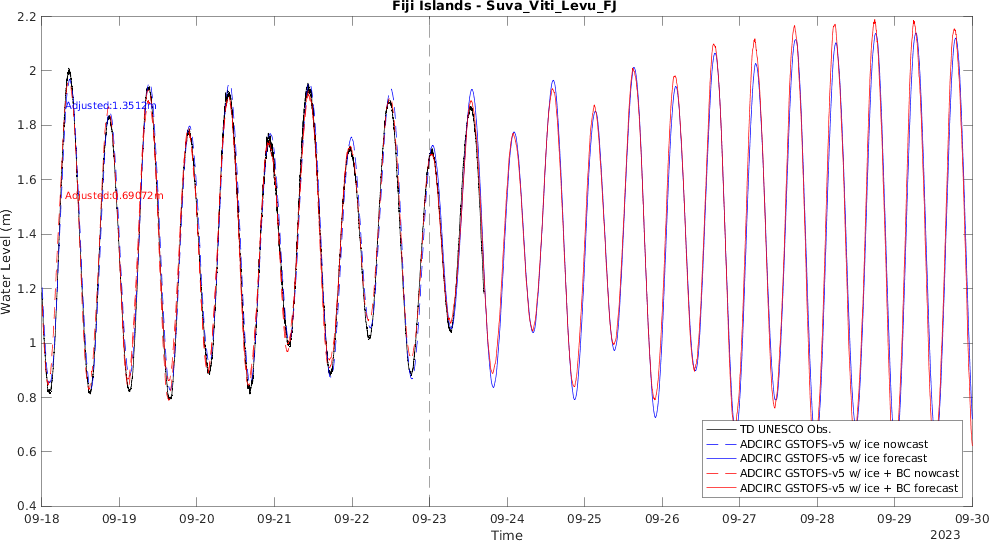 Fiji Islands - Suva_Viti_Levu_FJ
2.2
2
1.8
1.6
1.4
1.2
1
0.8
0.6
0.4
Water Level (m)
Adjusted:1.3512m
Adjusted:0.69072m
TD UNESCO Obs.
ADCIRC GSTOFS-v5 w/ ice nowcast
ADCIRC GSTOFS-v5 w/ ice forecast
ADCIRC GSTOFS-v5 w/ ice + BC nowcast
ADCIRC GSTOFS-v5 w/ ice + BC forecast
09-18 09-19 09-20 09-21 09-22 09-23 09-24 09-25 09-26 09-27 09-28 09-29 09-30
Time
2023